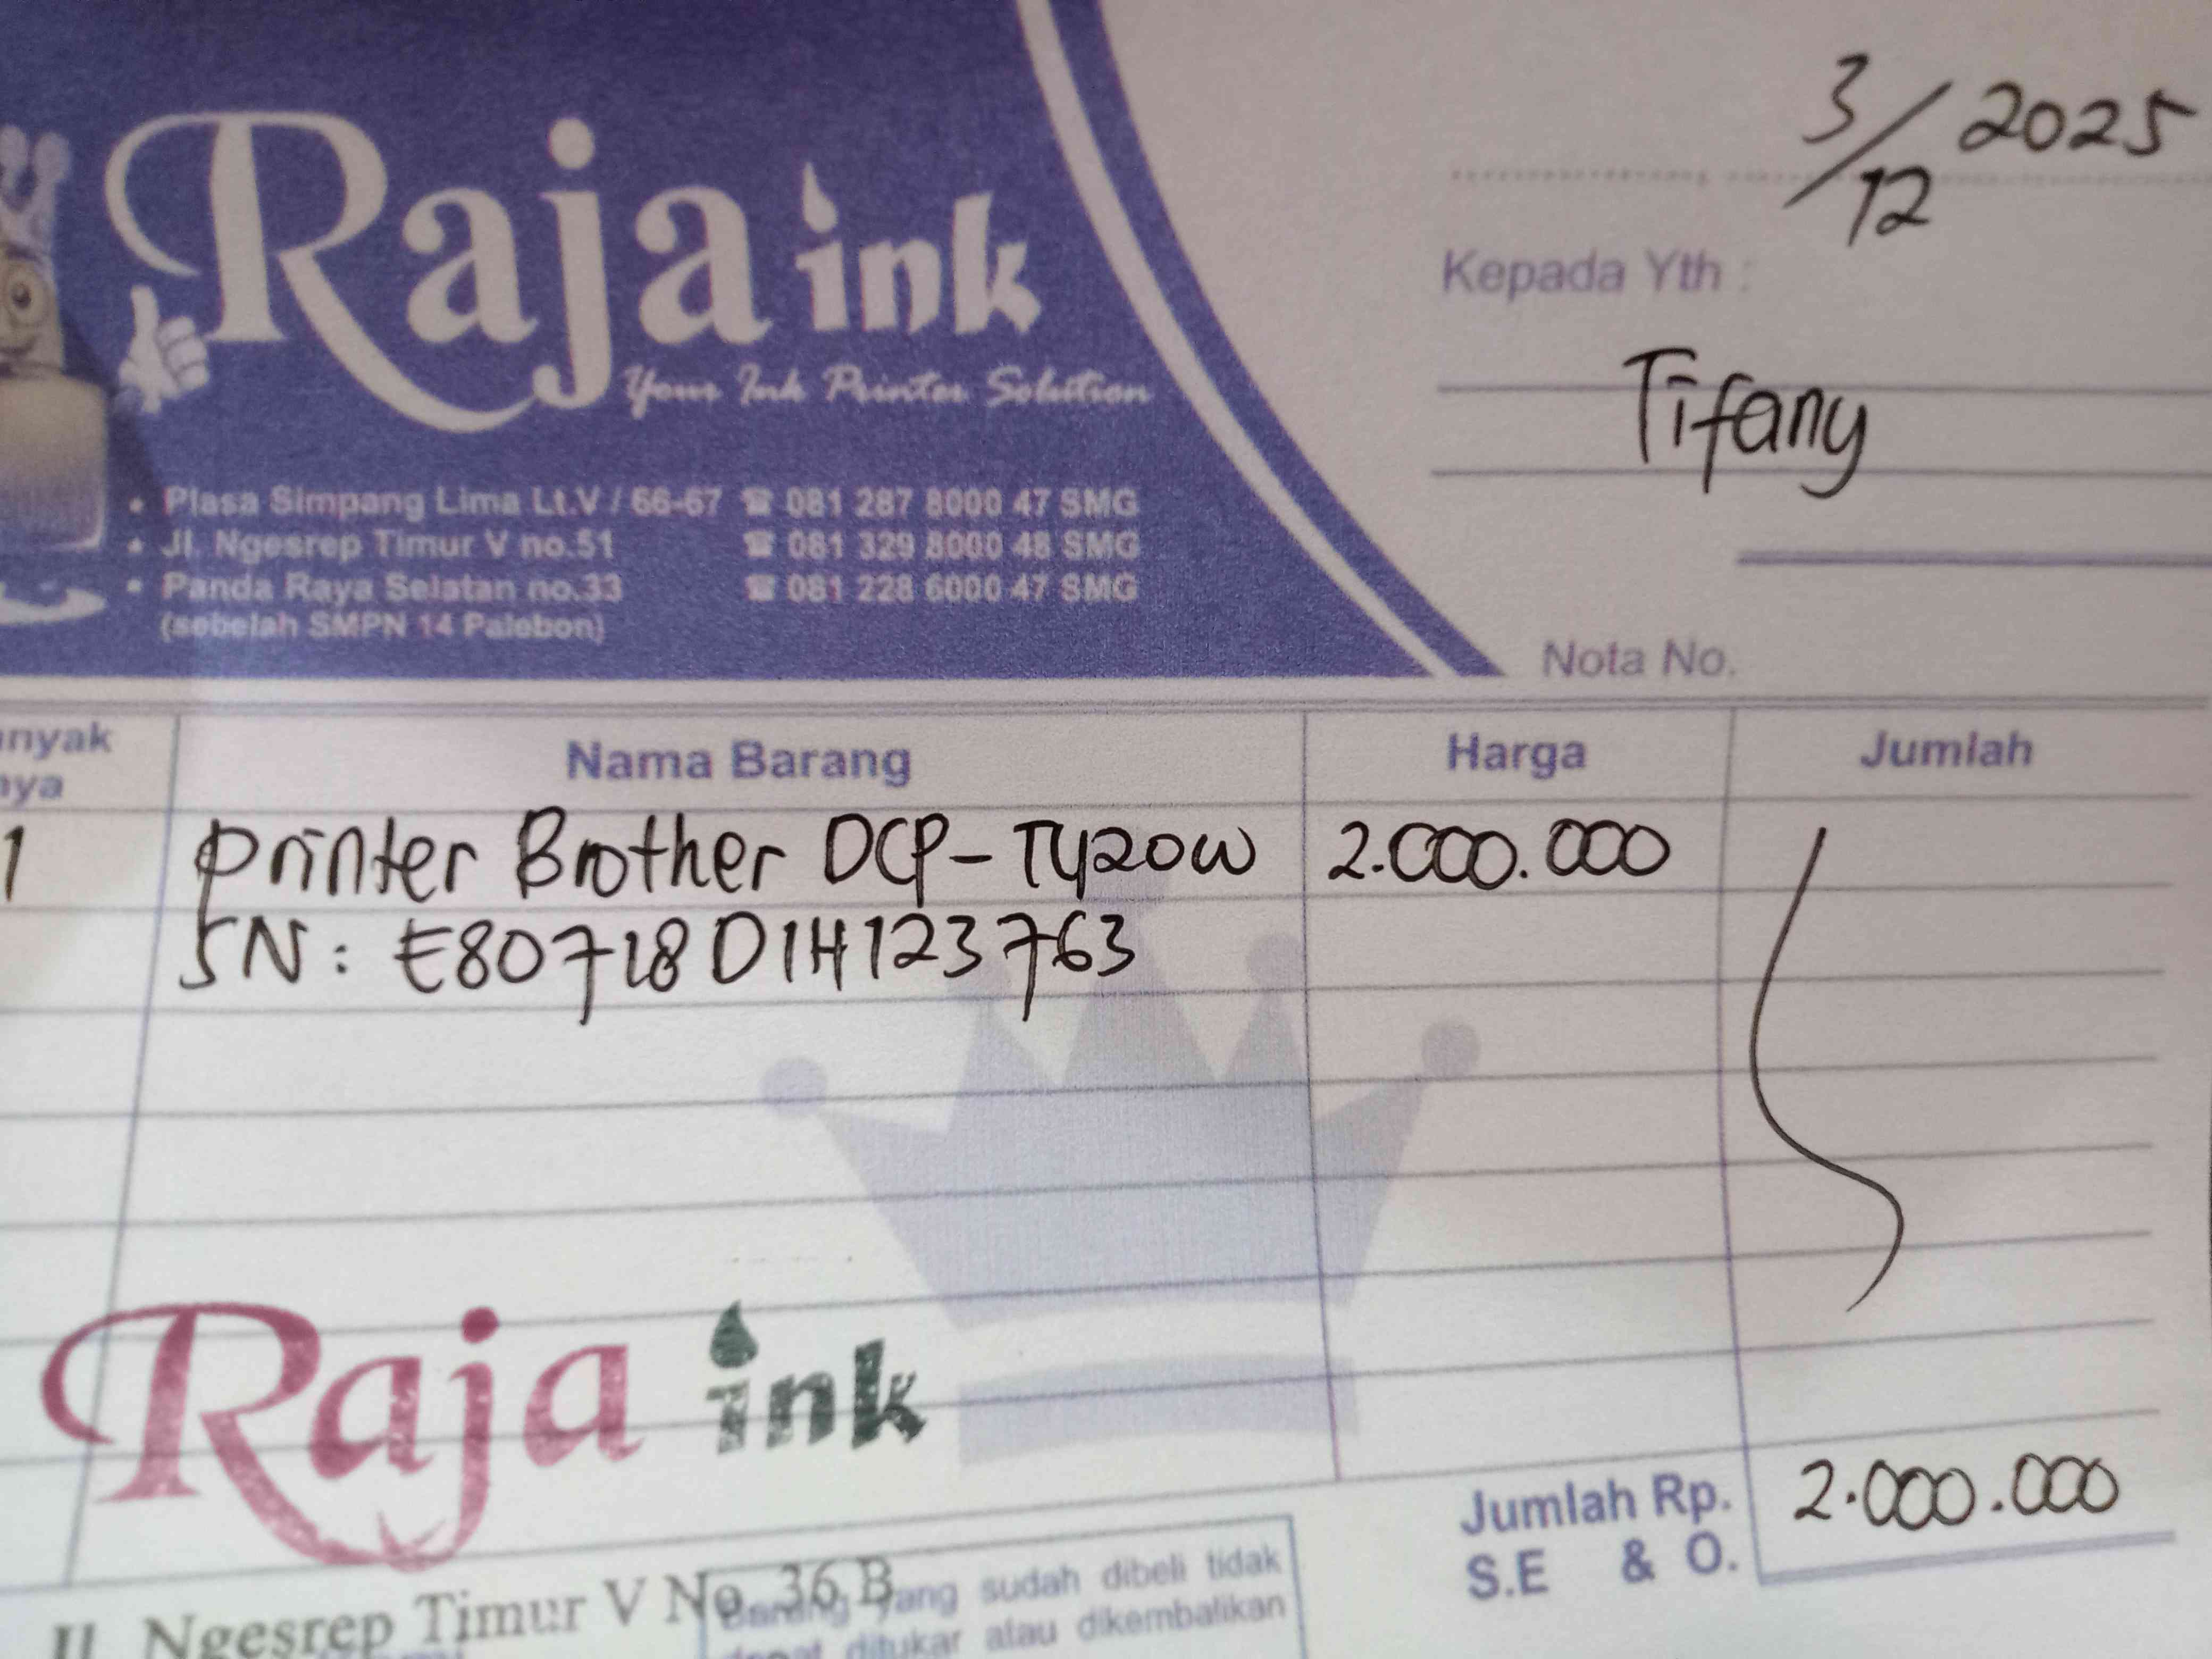 Raja ink
Your Ink Printer Solution
• Plasa Simpang Lima Lt.V / 66-67 ☎ 081 287 8000 47 SMG
• Jl. Ngesrep Timur V no.51 ☎ 081 329 8000 48 SMG
• Panda Raya Selatan no.33 ☎ 081 228 6000 47 SMG
(sebelah SMPN 14 Palebon)
3/12 2025
Kepada Yth :
Tifany
Nota No.
anyak
nya
Nama Barang
Harga
Jumlah
1 Printer Brother DCP-T420W 2.000.000
SN: E80718D1H123763
Raja ink
Jl. Ngesrep Timur V No. 36 B
Barang yang sudah dibeli tidak
dapat ditukar atau dikembalikan
Jumlah Rp. 2.000.000
S.E & O.